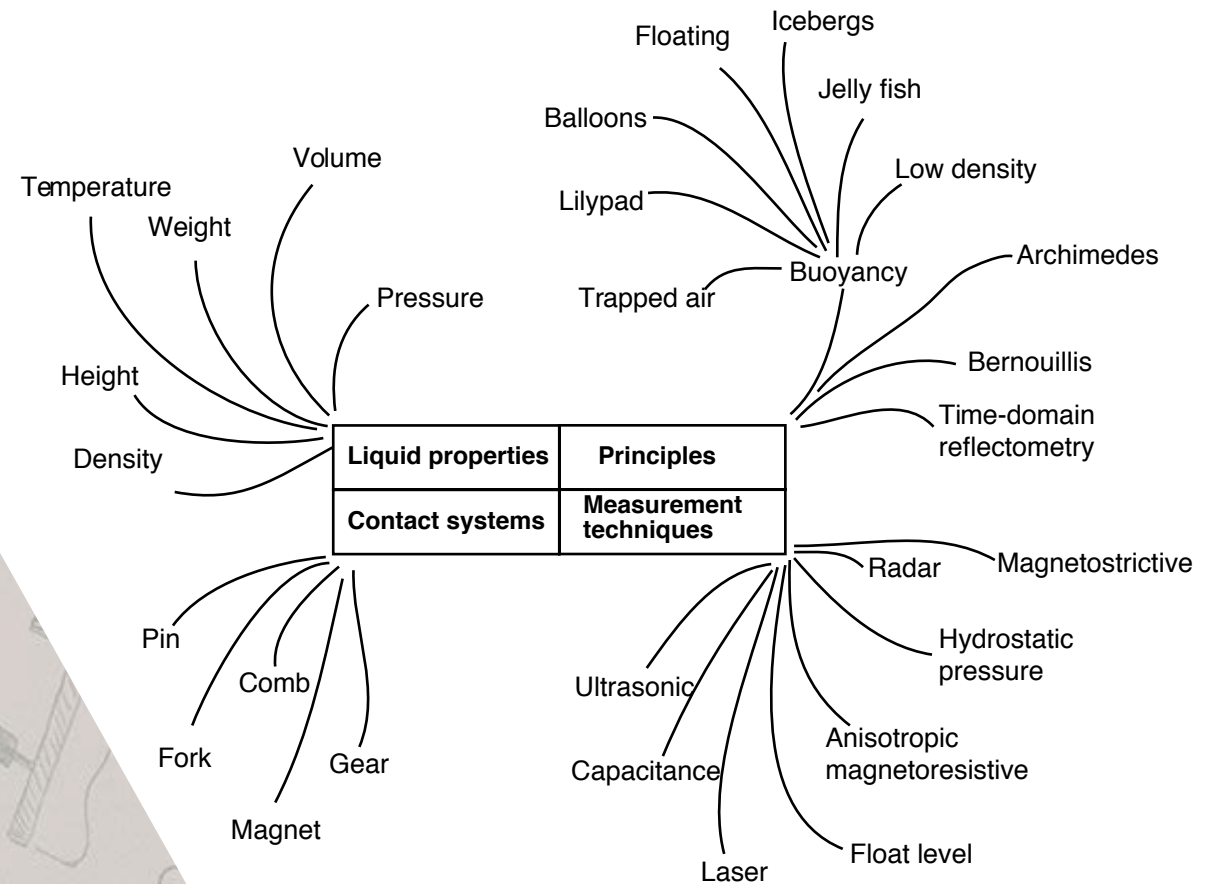 Icebergs
Floating
Jelly fish
Balloons
Low density
Lilypad
Buoyancy
Trapped air
Archimedes
Bernouillis
Time-domain
reflectometry
Volume
Temperature
Weight
Pressure
Height
Density
Liquid properties
Principles
Contact systems
Measurement
techniques
Pin
Comb
Fork
Gear
Magnet
Radar
Magnetostrictive
Hydrostatic
pressure
Ultrasonic
Anisotropic
magnetoresistive
Capacitance
Float level
Laser